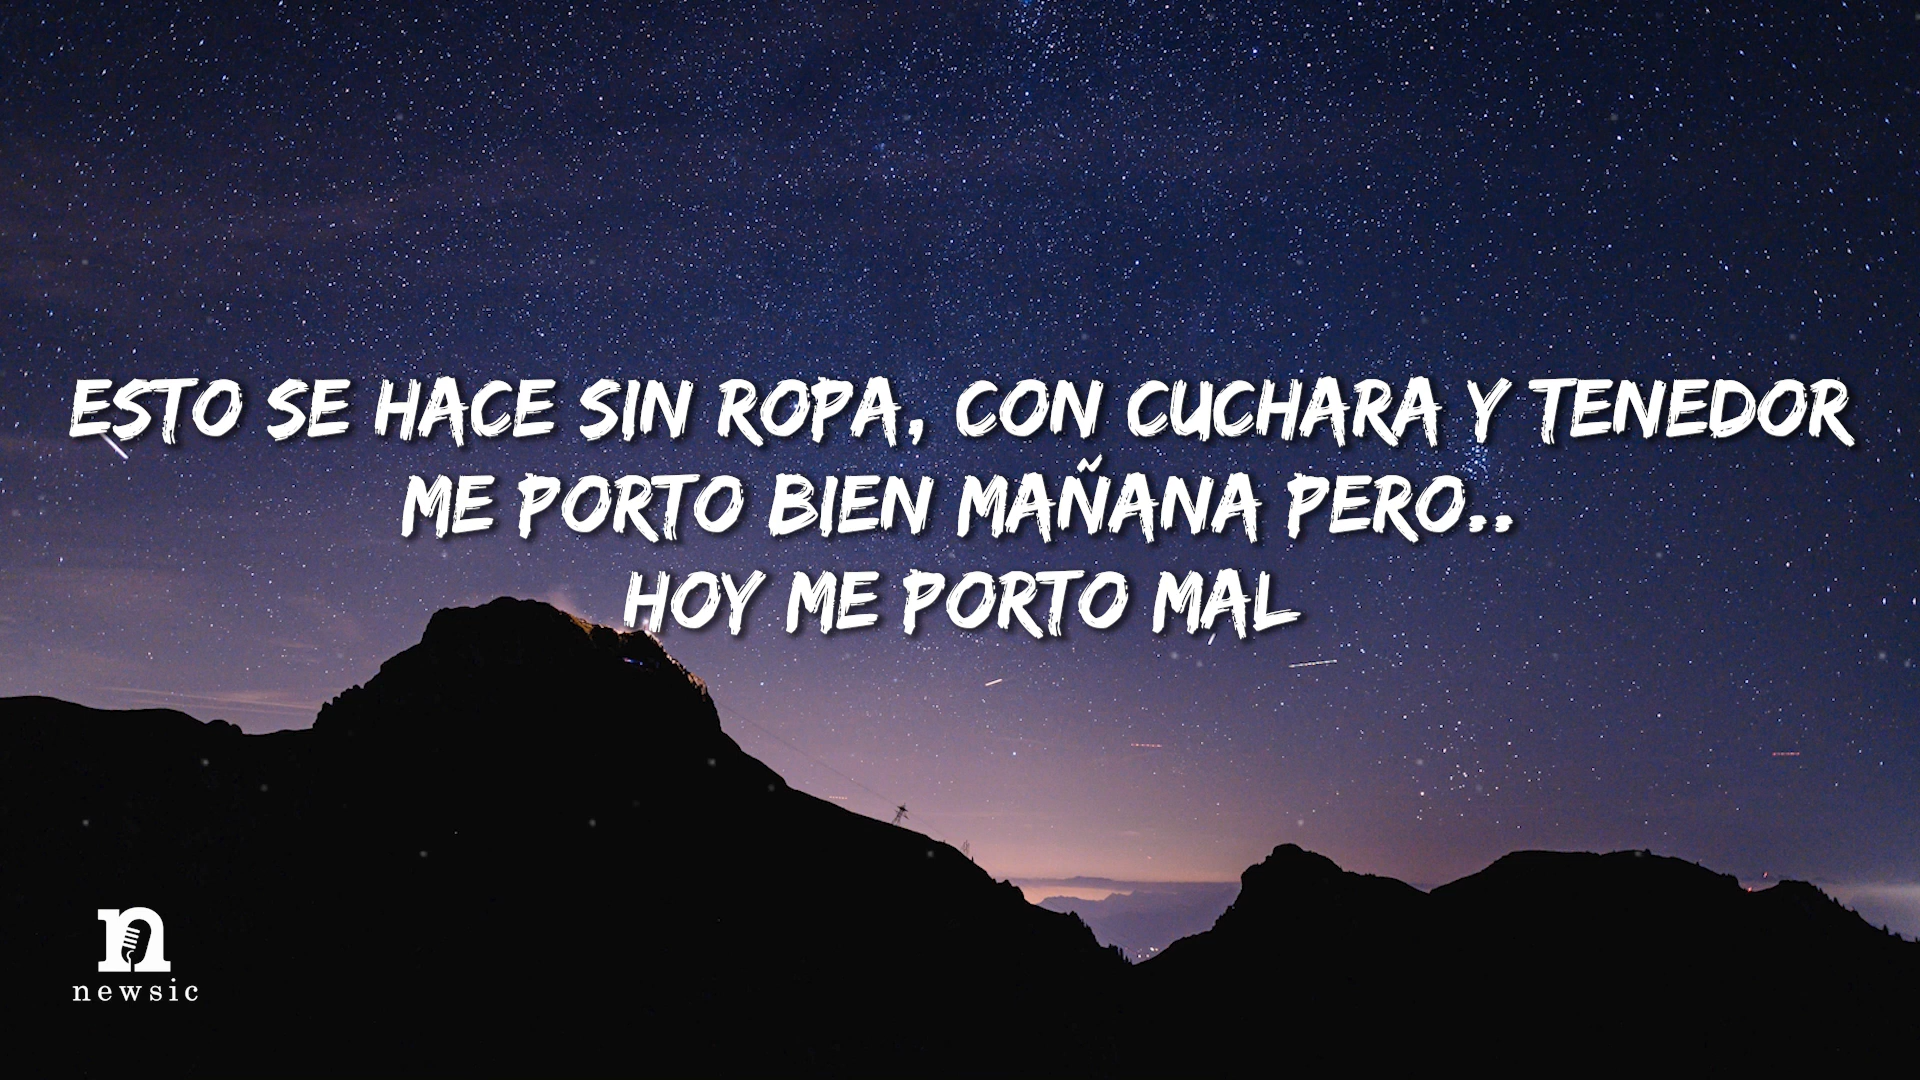 ESTO SE HACE SIN ROPA, CON CUCHARA Y TENEDOR
ME PORTO BIEN MAÑANA PERO..
HOY ME PORTO MAL
n
newsic